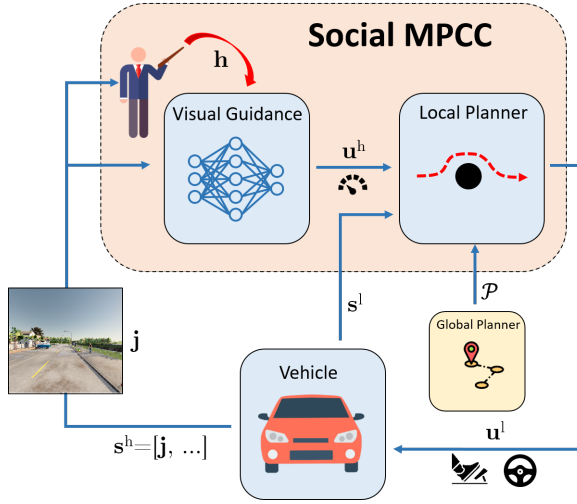 Social MPCC
h
Visual Guidance
Local Planner
u^h
s^l
𝒫
j
Global Planner
Vehicle
s^h=[j, ...]
u^l